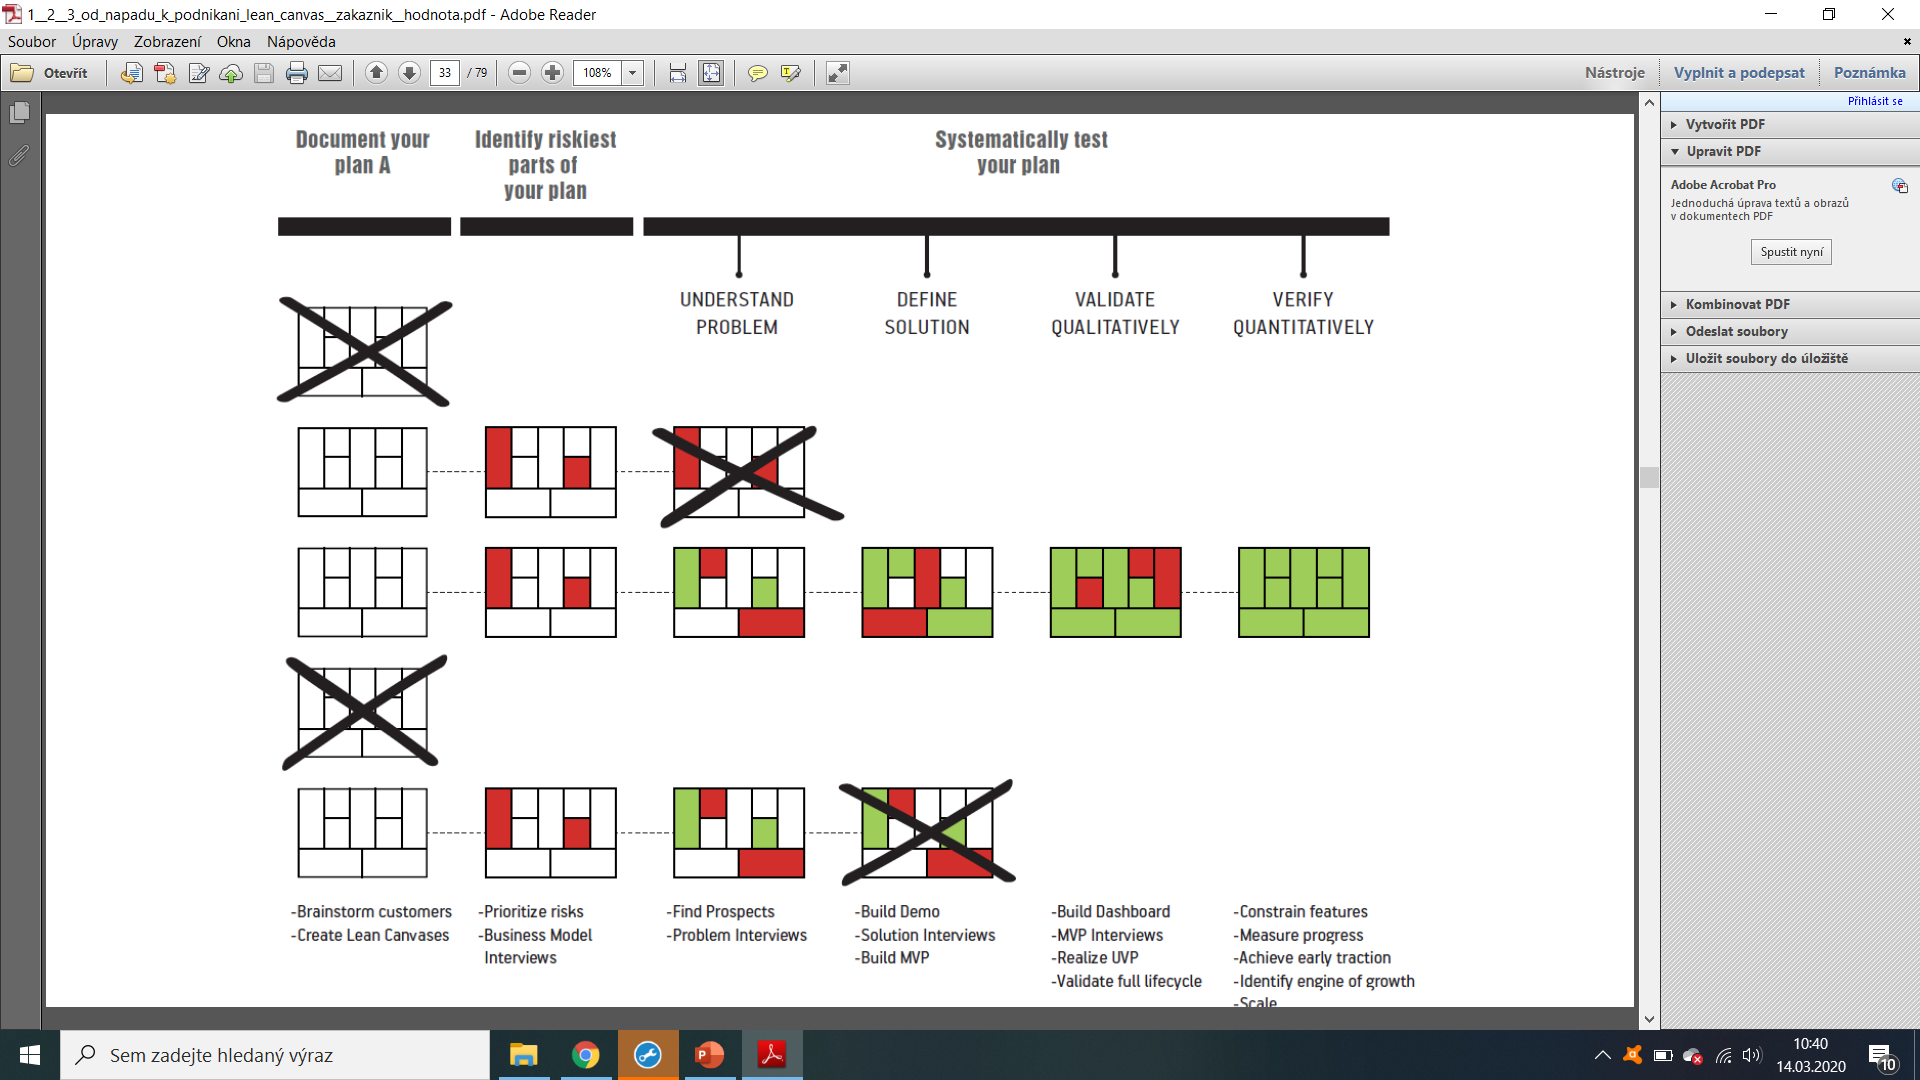 1__2__3_od_napadu_k_podnikani_lean_canvas__zakaznik__hodnota.pdf - Adobe Reader
Soubor Úpravy Zobrazení Okna Nápověda
Otevřít 33 / 79 108% Nástroje Vyplnit a podepsat Poznámka
Přihlásit se
Vytvořit PDF
Upravit PDF
Adobe Acrobat Pro
Jednoduchá úprava textů a obrazů
v dokumentech PDF
Spustit nyní
Kombinovat PDF
Odeslat soubory
Uložit soubory do úložiště
Document your
plan A
Identify riskiest
parts of
your plan
Systematically test
your plan
UNDERSTAND
PROBLEM
DEFINE
SOLUTION
VALIDATE
QUALITATIVELY
VERIFY
QUANTITATIVELY
-Brainstorm customers
-Create Lean Canvases
-Prioritize risks
-Business Model
Interviews
-Find Prospects
-Problem Interviews
-Build Demo
-Solution Interviews
-Build MVP
-Build Dashboard
-MVP Interviews
-Realize UVP
-Validate full lifecycle
-Constrain features
-Measure progress
-Achieve early traction
-Identify engine of growth
-Scale
Sem zadejte hledaný výraz
10:40
14.03.2020
10